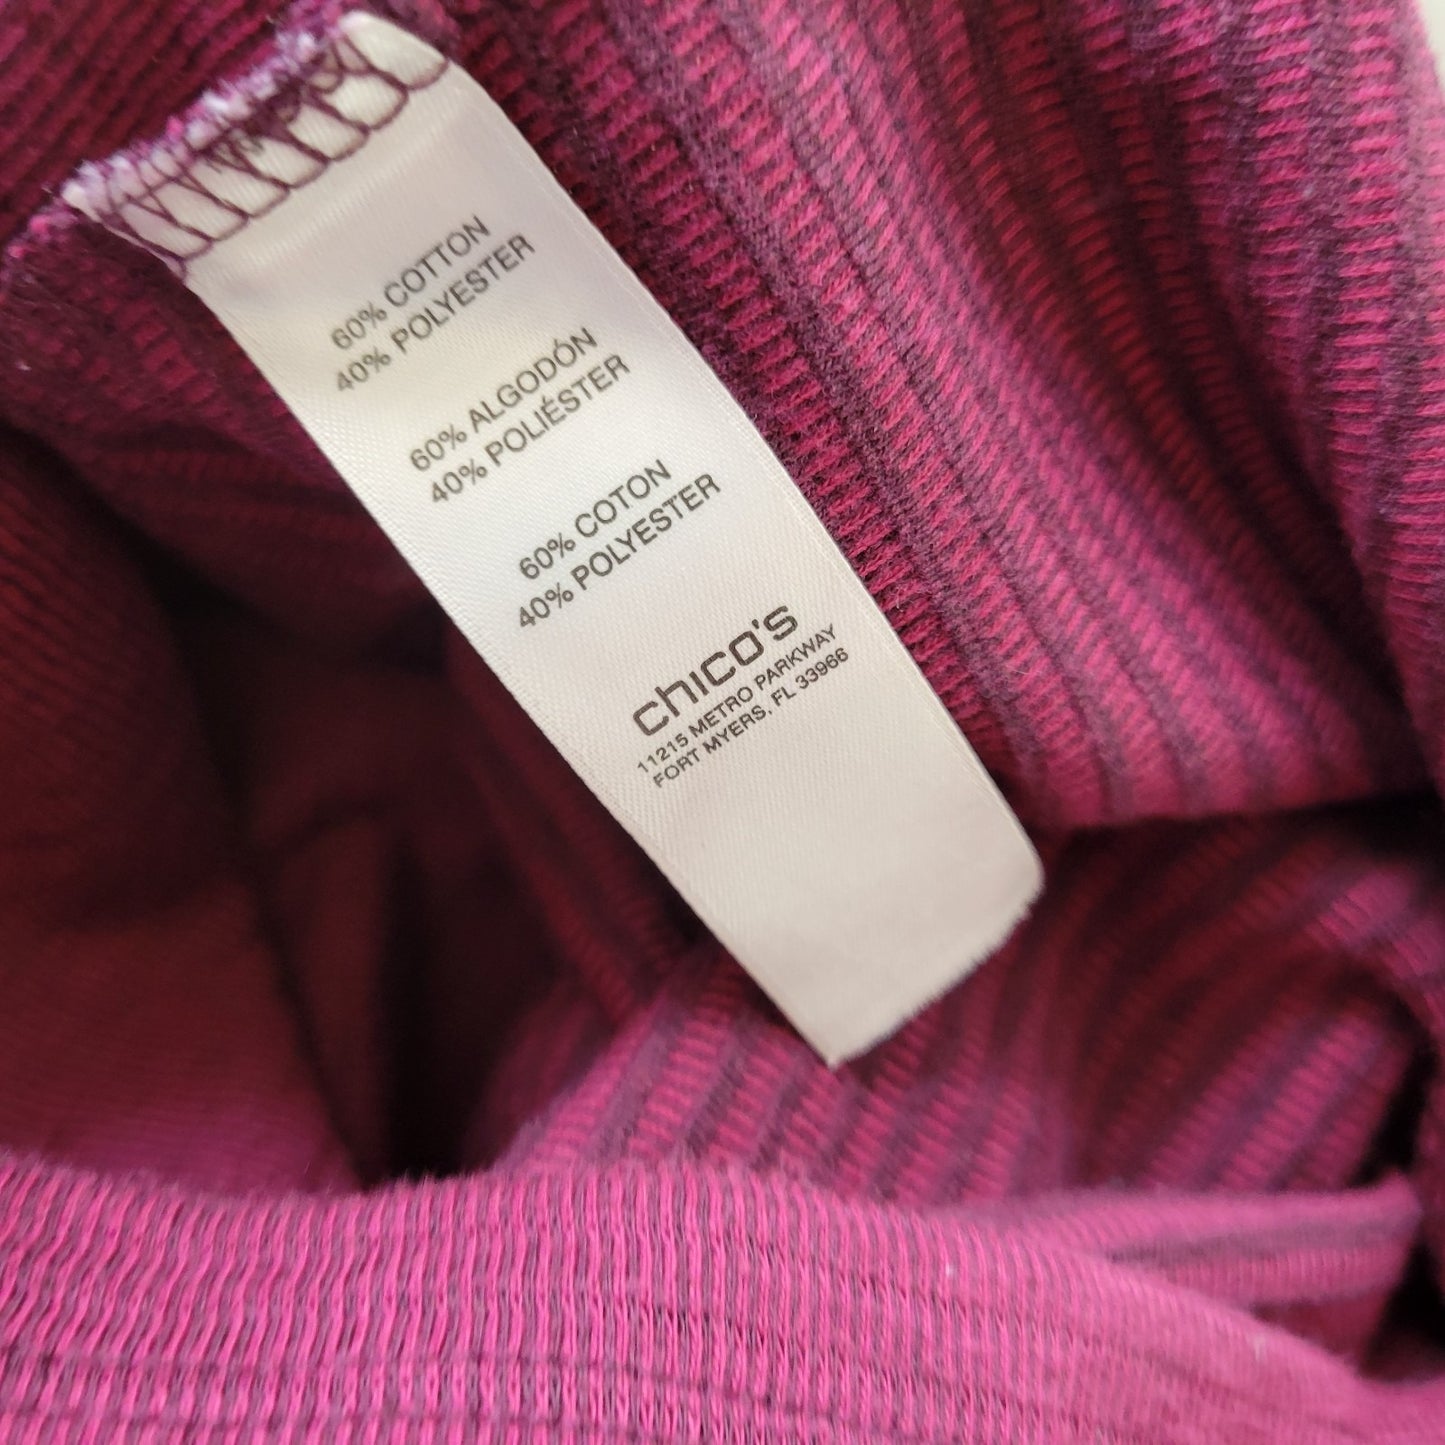 60% COTTON
40% POLYESTER
60% ALGODÓN
40% POLIÉSTER
60% COTON
40% POLYESTER
chico's
11215 METRO PARKWAY
FORT MYERS, FL 33966